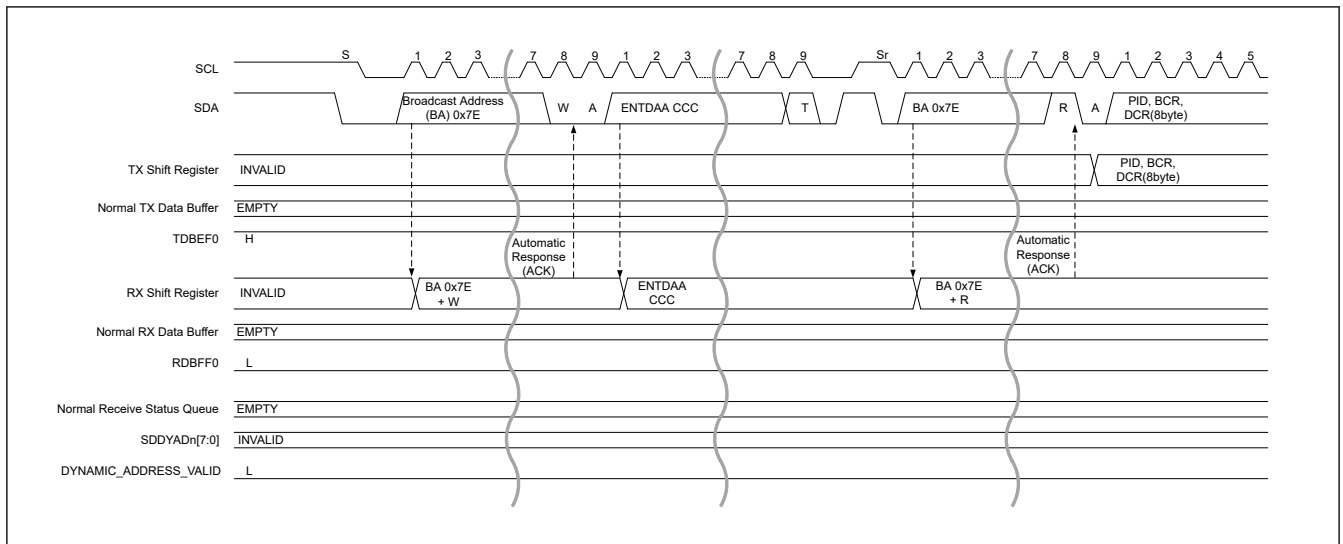 S 1 2 3 7 8 9 1 2 3 7 8 9 Sr 1 2 3 7 8 9 1 2 3 4 5
SCL
SDA
Broadcast Address
(BA) 0x7E
W A ENTDAA CCC T BA 0x7E R A
PID, BCR,
DCR(8byte)
TX Shift Register INVALID
PID, BCR,
DCR(8byte)
Normal TX Data Buffer EMPTY
TDBEF0 H
Automatic
Response
(ACK)
Automatic
Response
(ACK)
RX Shift Register INVALID
BA 0x7E
+ W
ENTDAA
CCC
BA 0x7E
+ R
Normal RX Data Buffer EMPTY
RDBFF0 L
Normal Receive Status Queue EMPTY
SDDYADn[7:0] INVALID
DYNAMIC_ADDRESS_VALID L